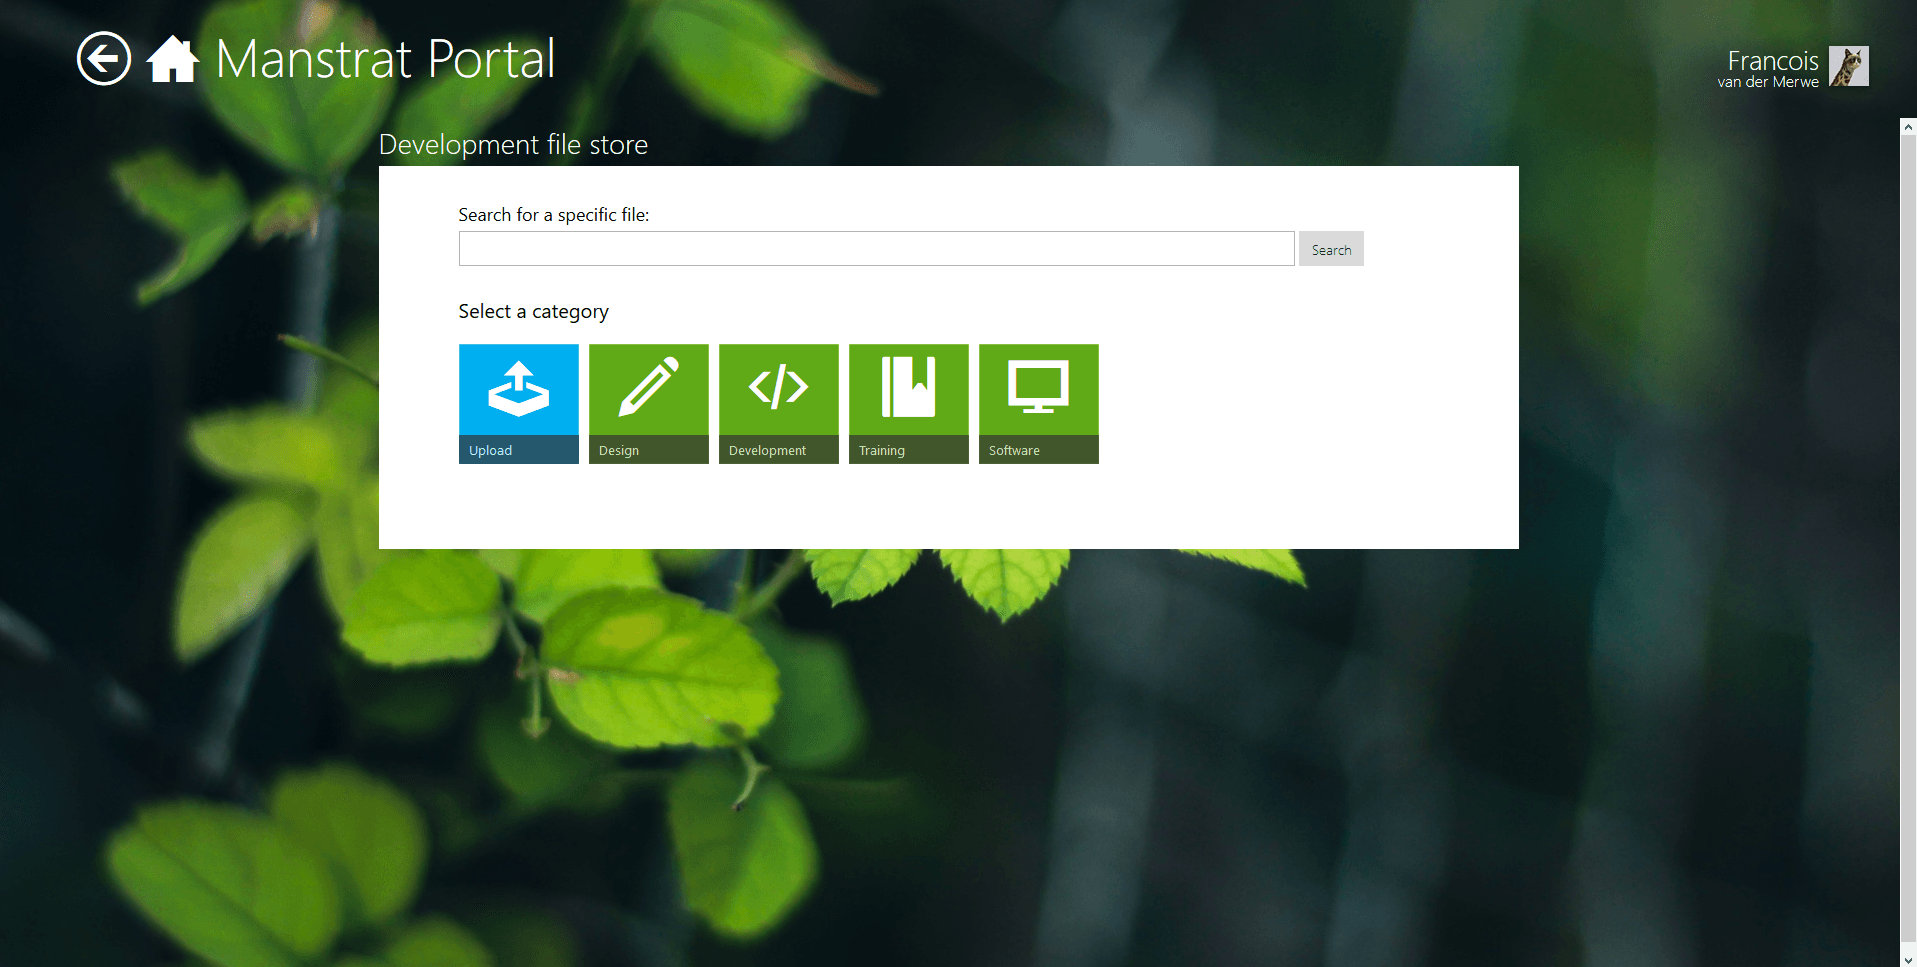 Manstrat Portal
Francois
van der Merwe
Development file store
Search for a specific file:
Search
Select a category
Upload
Design
Development
Training
Software